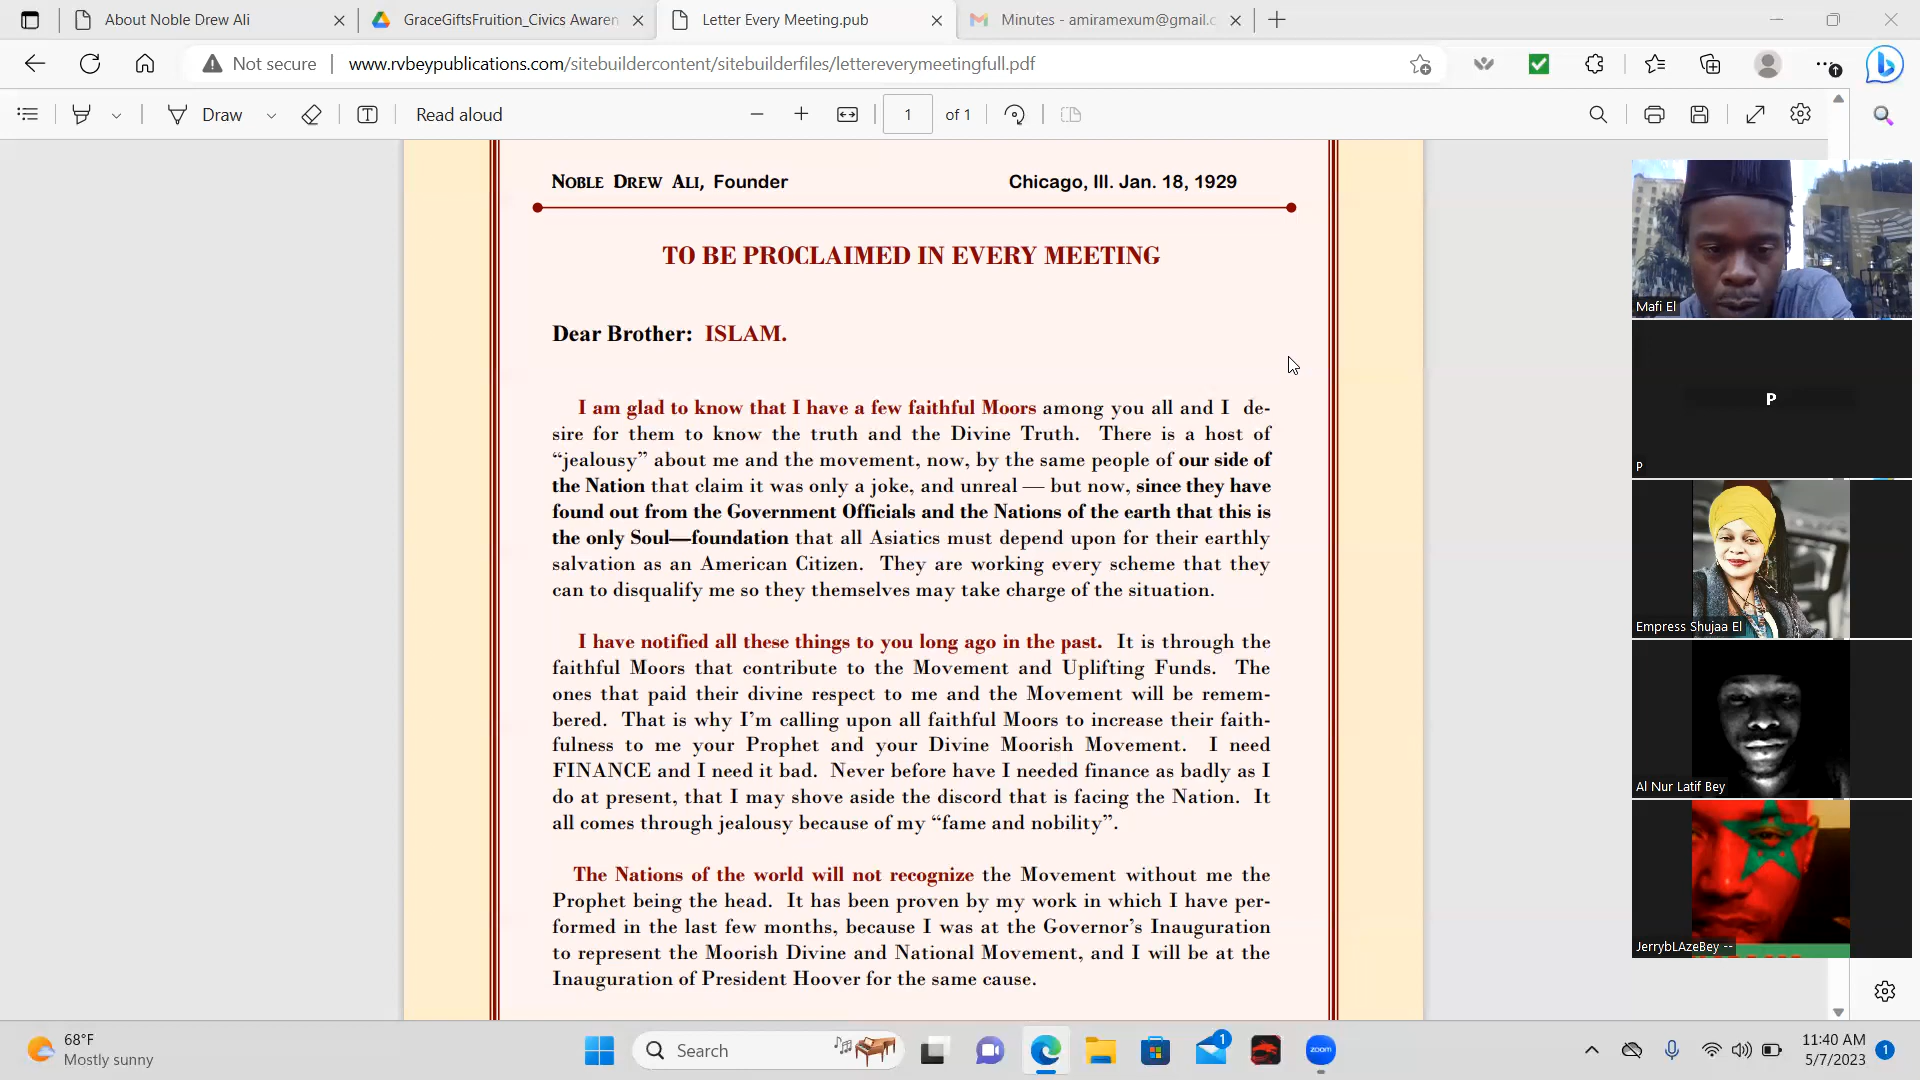 About Noble Drew Ali
GraceGiftsFruition_Civics Awaren
Letter Every Meeting.pub
Minutes - amiramexum@gmail.c
Not secure
www.rvbeypublications.com/sitebuildercontent/sitebuilderfiles/lettereverymeetingfull.pdf
Draw
Read aloud
1
of 1
NOBLE DREW ALI, Founder
Chicago, Ill. Jan. 18, 1929
TO BE PROCLAIMED IN EVERY MEETING
Dear Brother: ISLAM.
I am glad to know that I have a few faithful Moors among you all and I de-
sire for them to know the truth and the Divine Truth. There is a host of
“jealousy” about me and the movement, now, by the same people of our side of
the Nation that claim it was only a joke, and unreal — but now, since they have
found out from the Government Officials and the Nations of the earth that this is
the only Soul—foundation that all Asiatics must depend upon for their earthly
salvation as an American Citizen. They are working every scheme that they
can to disqualify me so they themselves may take charge of the situation.
I have notified all these things to you long ago in the past. It is through the
faithful Moors that contribute to the Movement and Uplifting Funds. The
ones that paid their divine respect to me and the Movement will be remem-
bered. That is why I’m calling upon all faithful Moors to increase their faith-
fulness to me your Prophet and your Divine Moorish Movement. I need
FINANCE and I need it bad. Never before have I needed finance as badly as I
do at present, that I may shove aside the discord that is facing the Nation. It
all comes through jealousy because of my “fame and nobility”.
The Nations of the world will not recognize the Movement without me the
Prophet being the head. It has been proven by my work in which I have per-
formed in the last few months, because I was at the Governor’s Inauguration
to represent the Moorish Divine and National Movement, and I will be at the
Inauguration of President Hoover for the same cause.
Mafi El
P
P
Empress Shujaa El
Al Nur Latif Bey
JerrybLAzeBey --
68°F
Mostly sunny
Search
1
zoom
11:40 AM
5/7/2023
1